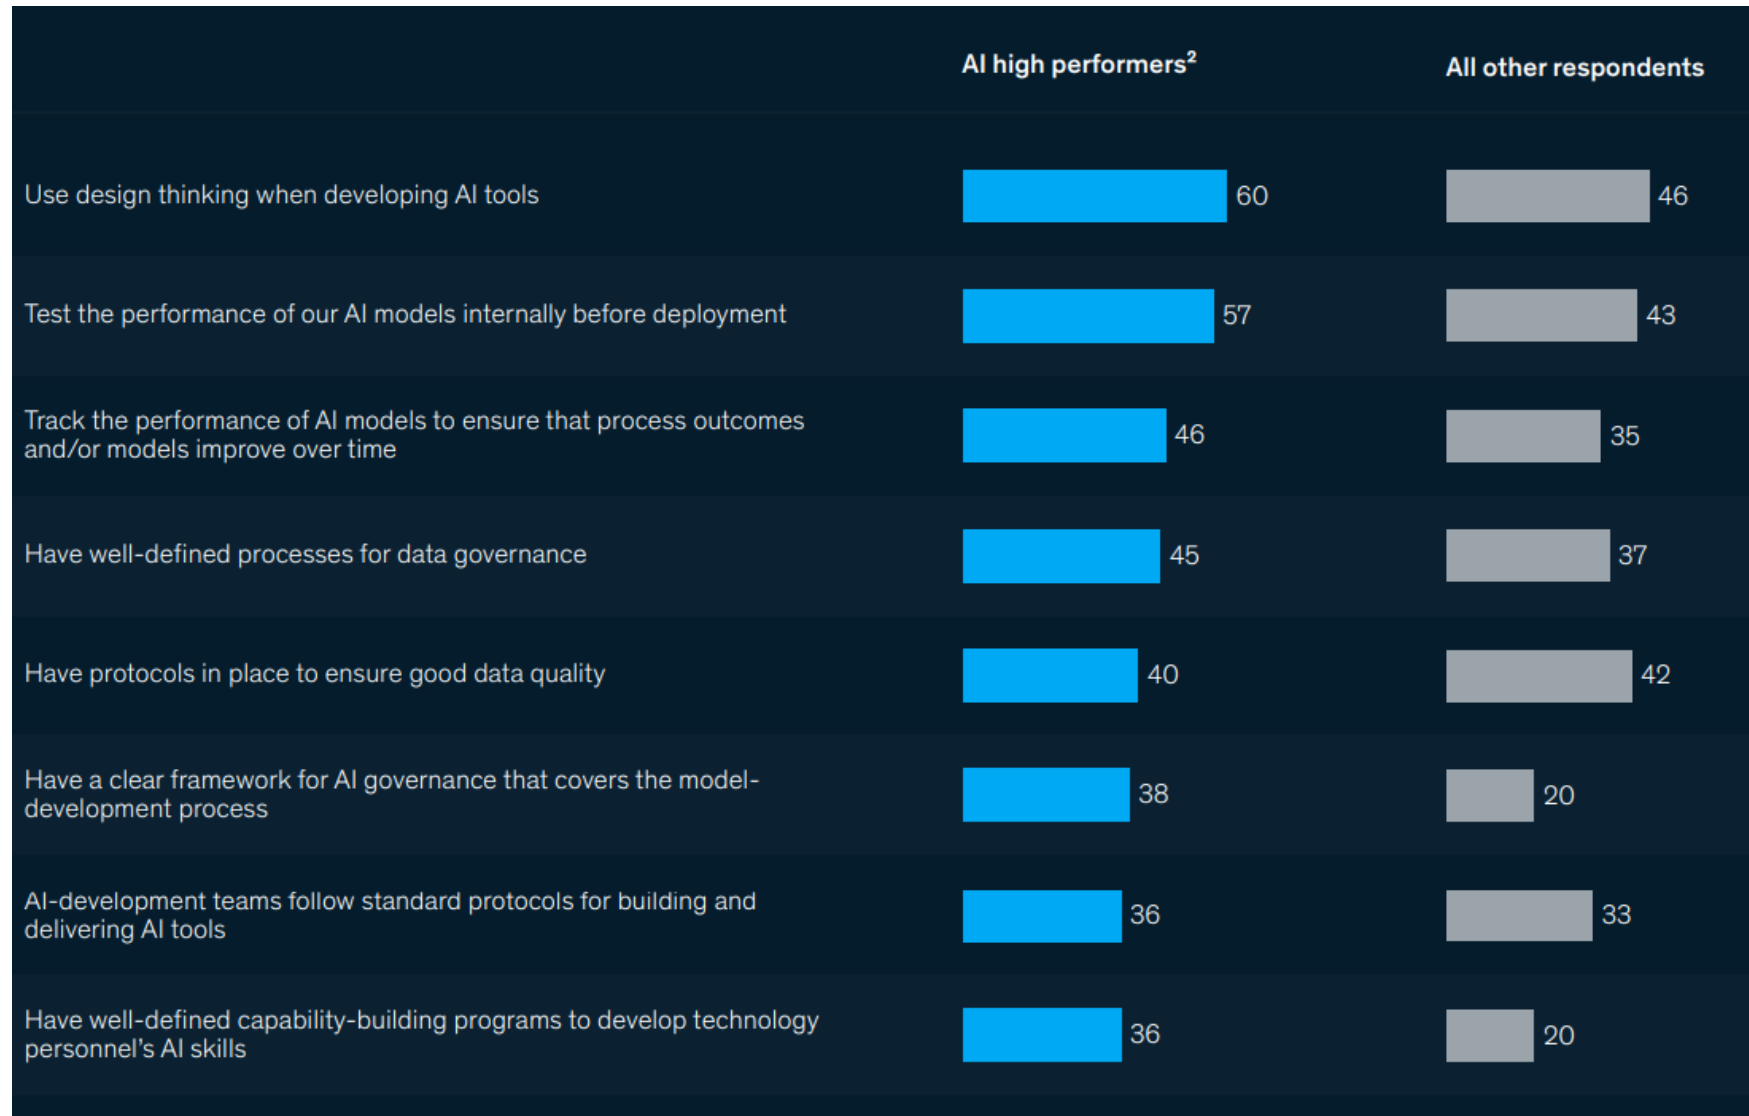 AI high performers²
All other respondents
Use design thinking when developing AI tools
60
46
Test the performance of our AI models internally before deployment
57
43
Track the performance of AI models to ensure that process outcomes
and/or models improve over time
46
35
Have well-defined processes for data governance
45
37
Have protocols in place to ensure good data quality
40
42
Have a clear framework for AI governance that covers the model-
development process
38
20
AI-development teams follow standard protocols for building and
delivering AI tools
36
33
Have well-defined capability-building programs to develop technology
personnel’s AI skills
36
20